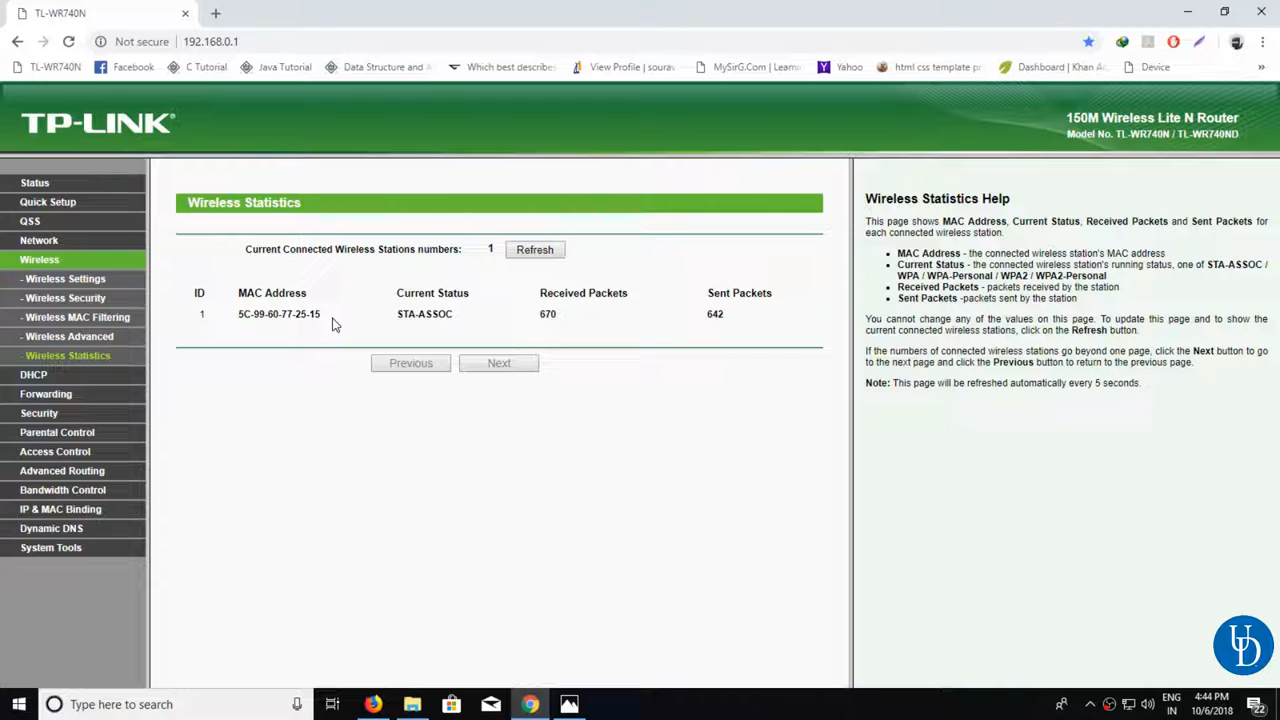 TL-WR740N
Not secure 192.168.0.1
TL-WR740N Facebook C Tutorial Java Tutorial Data Structure and A Which best describe View Profile | sourav MySirG.Com | Learn Yahoo html css template pr Dashboard | Khan Ac Device »
TP-LINK®
150M Wireless Lite N Router
Model No. TL-WR740N / TL-WR740ND
Status
Quick Setup
QSS
Network
Wireless
- Wireless Settings
- Wireless Security
- Wireless MAC Filtering
- Wireless Advanced
- Wireless Statistics
DHCP
Forwarding
Security
Parental Control
Access Control
Advanced Routing
Bandwidth Control
IP & MAC Binding
Dynamic DNS
System Tools
Wireless Statistics
Current Connected Wireless Stations numbers: 1 Refresh
ID MAC Address Current Status Received Packets Sent Packets
1 5C-99-60-77-25-15 STA-ASSOC 670 642
Previous Next
Wireless Statistics Help
This page shows MAC Address, Current Status, Received Packets and Sent Packets for
each connected wireless station.
• MAC Address - the connected wireless station's MAC address
• Current Status - the connected wireless station's running status, one of STA-ASSOC /
WPA / WPA-Personal / WPA2 / WPA2-Personal
• Received Packets - packets received by the station
• Sent Packets -packets sent by the station
You cannot change any of the values on this page. To update this page and to show the
current connected wireless stations, click on the Refresh button.
If the numbers of connected wireless stations go beyond one page, click the Next button to go
to the next page and click the Previous button to return to the previous page.
Note: This page will be refreshed automatically every 5 seconds.
UD
Type here to search
ENG
IN
4:44 PM
10/6/2018
22